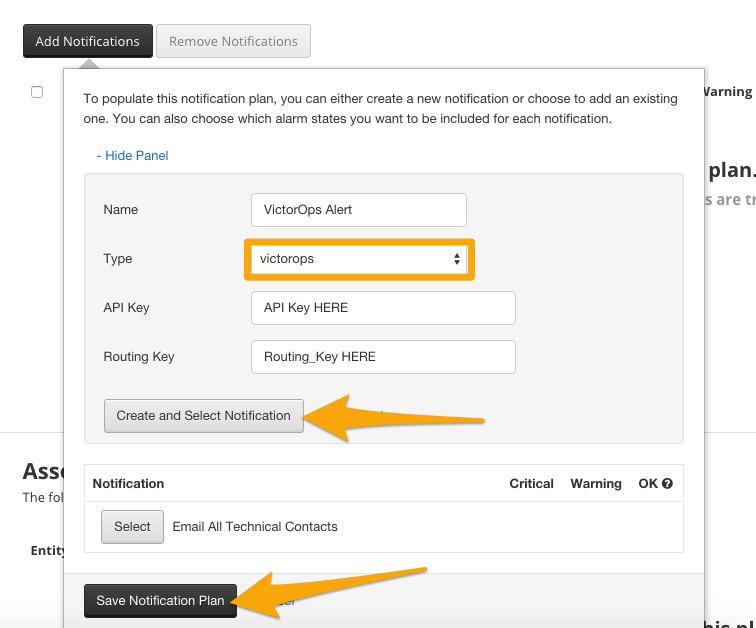 Add Notifications Remove Notifications
Warning
To populate this notification plan, you can either create a new notification or choose to add an existing
one. You can also choose which alarm states you want to be included for each notification.
plan.
- Hide Panel
s are tr
Name VictorOps Alert
Type victorops
API Key API Key HERE
Routing Key Routing_Key HERE
Create and Select Notification
Asse
Notification Critical Warning OK ?
The fol
Select Email All Technical Contacts
Entity
Save Notification Plan
his pl